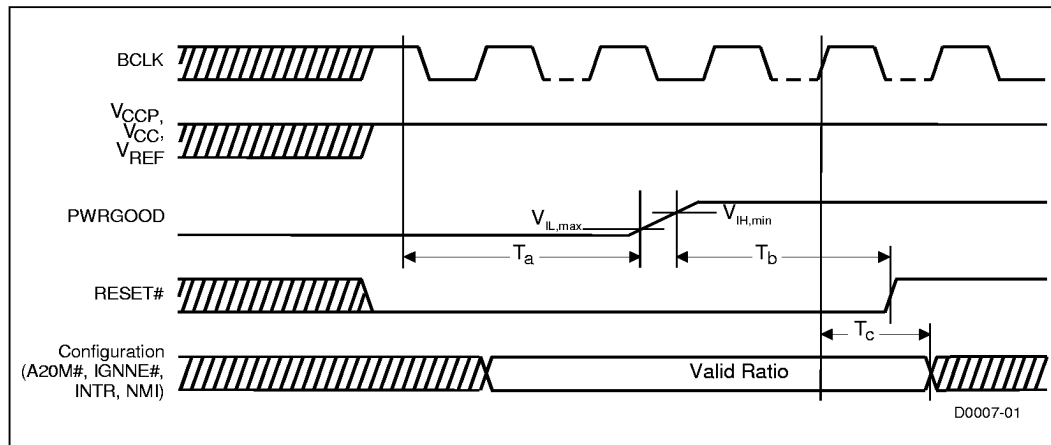 BCLK
VCCP,
VCC,
VREF
PWRGOOD
VIL,max
VIH,min
Ta
Tb
RESET#
Tc
Configuration
(A20M#, IGNNE#,
INTR, NMI)
Valid Ratio
D0007-01